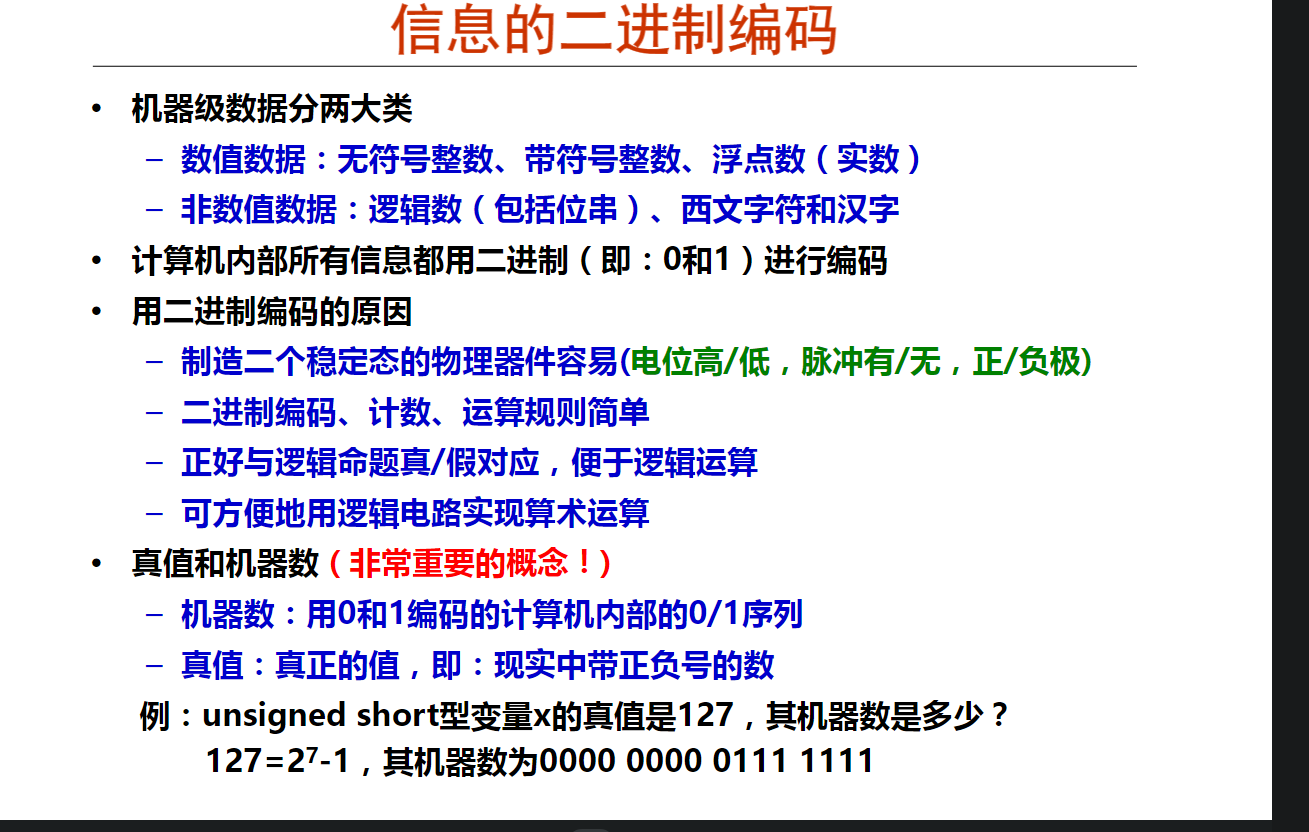 信息的二进制编码
• 机器级数据分两大类
– 数值数据：无符号整数、带符号整数、浮点数（实数）
– 非数值数据：逻辑数（包括位串）、西文字符和汉字
• 计算机内部所有信息都用二进制（即：0和1）进行编码
• 用二进制编码的原因
– 制造二个稳定态的物理器件容易(电位高/低，脉冲有/无，正/负极)
– 二进制编码、计数、运算规则简单
– 正好与逻辑命题真/假对应，便于逻辑运算
– 可方便地用逻辑电路实现算术运算
• 真值和机器数（非常重要的概念！）
– 机器数：用0和1编码的计算机内部的0/1序列
– 真值：真正的值，即：现实中带正负号的数
例：unsigned short型变量x的真值是127，其机器数是多少？
127=2⁷-1，其机器数为0000 0000 0111 1111